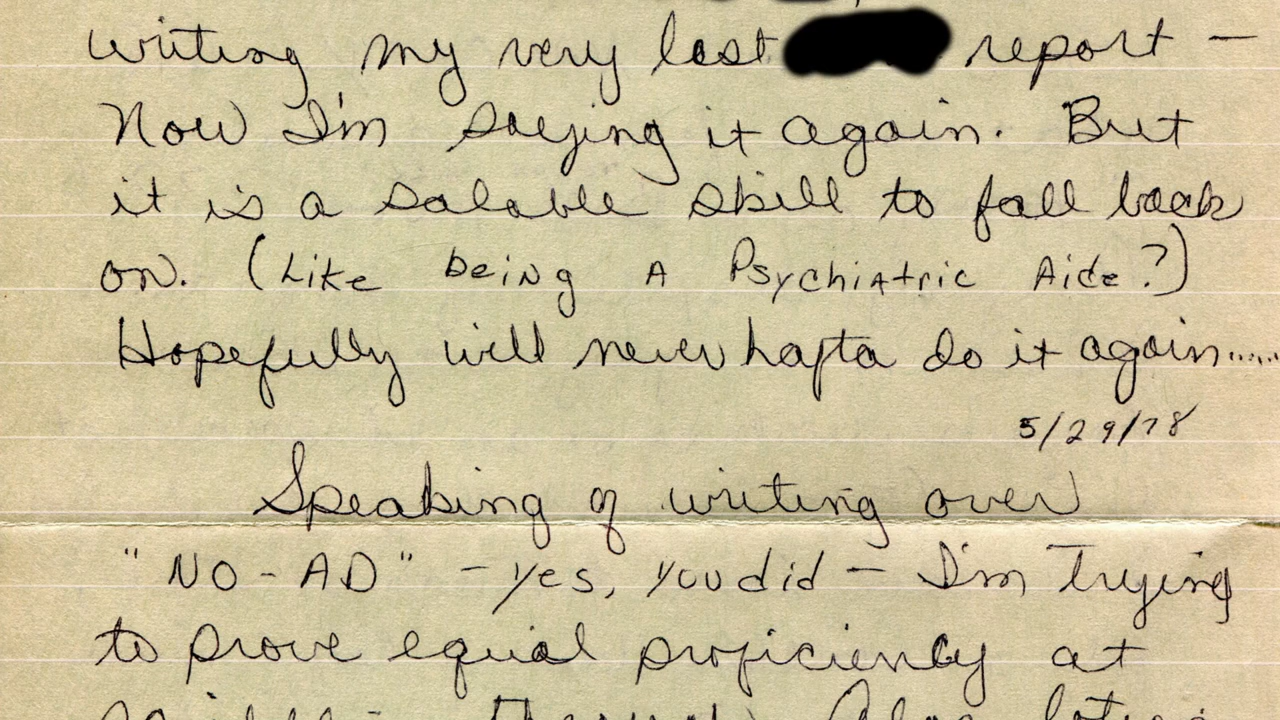 writing my very last report —
Now I'm saying it again. But
it is a salable skill to fall back
on. (Like being A Psychiatric Aide?)
Hopefully will never hafta do it again.....
5/29/78
Speaking of writing over
"NO-AD" - yes, you did - I'm Trying
to prove equal proficiency at